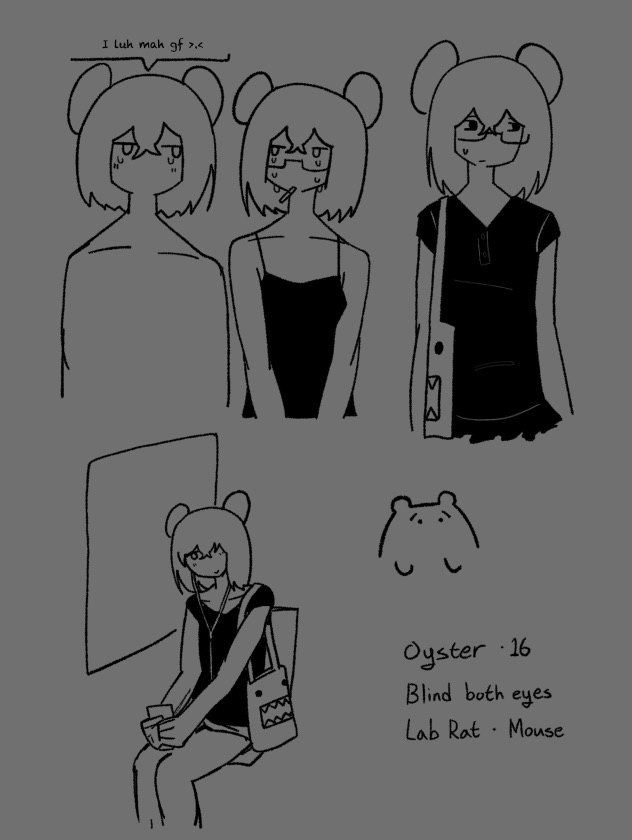 I luh mah gf >.<
Oyster · 16
Blind both eyes
Lab Rat · Mouse